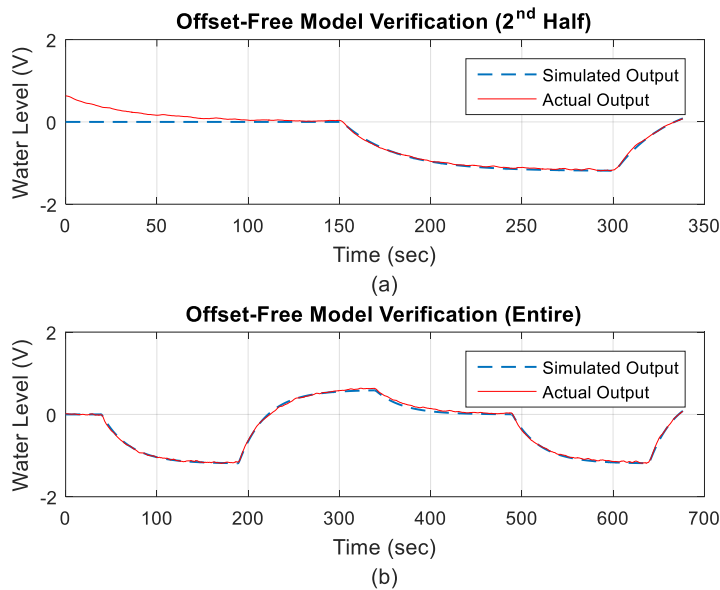 Offset-Free Model Verification (2nd Half)
Water Level (V)
2
0
-2
Simulated Output
Actual Output
0 50 100 150 200 250 300 350
Time (sec)
(a)
Offset-Free Model Verification (Entire)
Water Level (V)
2
0
-2
Simulated Output
Actual Output
0 100 200 300 400 500 600 700
Time (sec)
(b)